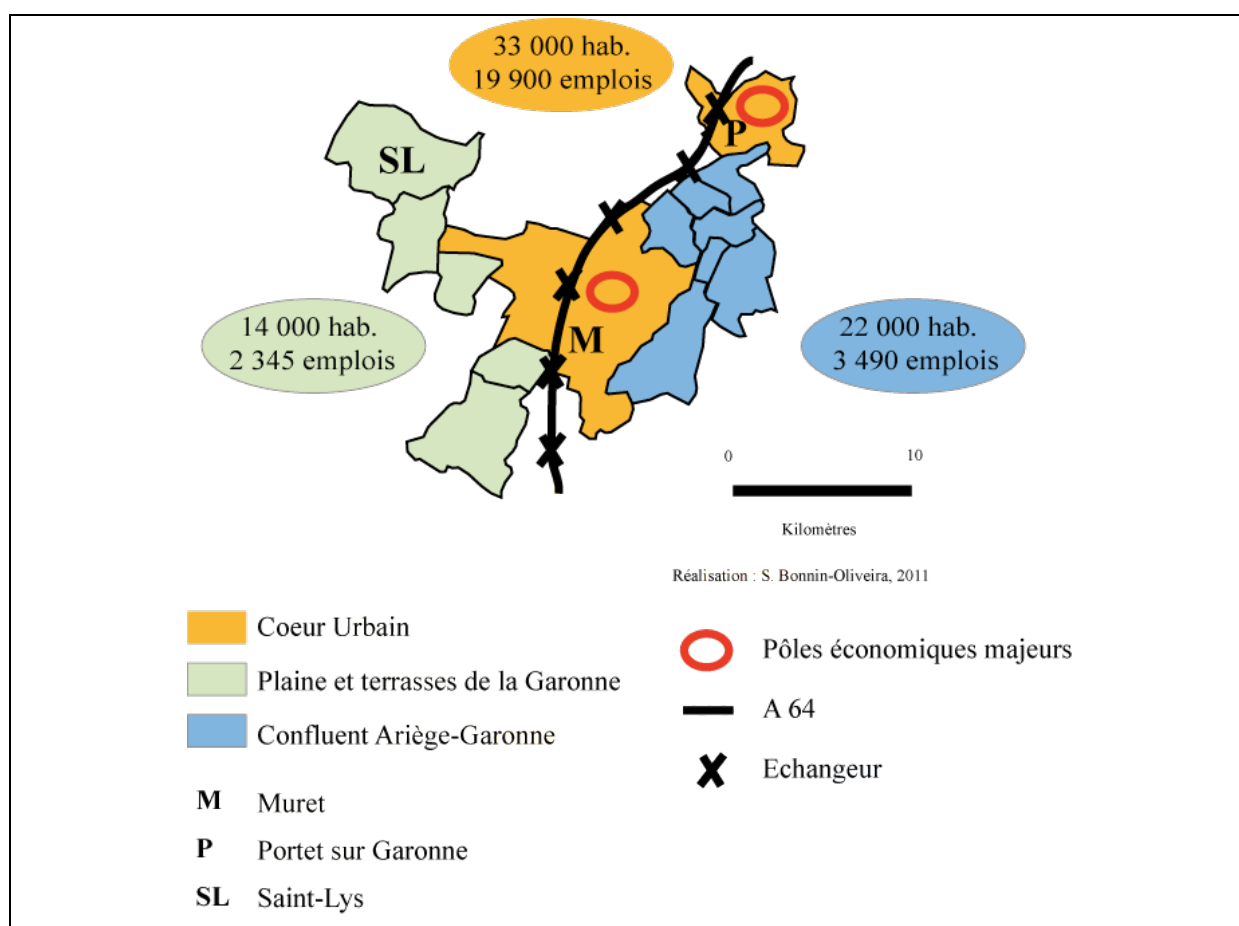 33 000 hab.
19 900 emplois
P
SL
14 000 hab.
2 345 emplois
M
22 000 hab.
3 490 emplois
0 10
Kilomètres
Réalisation : S. Bonnin-Oliveira, 2011
Coeur Urbain
Plaine et terrasses de la Garonne
Confluent Ariège-Garonne
M Muret
P Portet sur Garonne
SL Saint-Lys
Pôles économiques majeurs
A 64
Echangeur